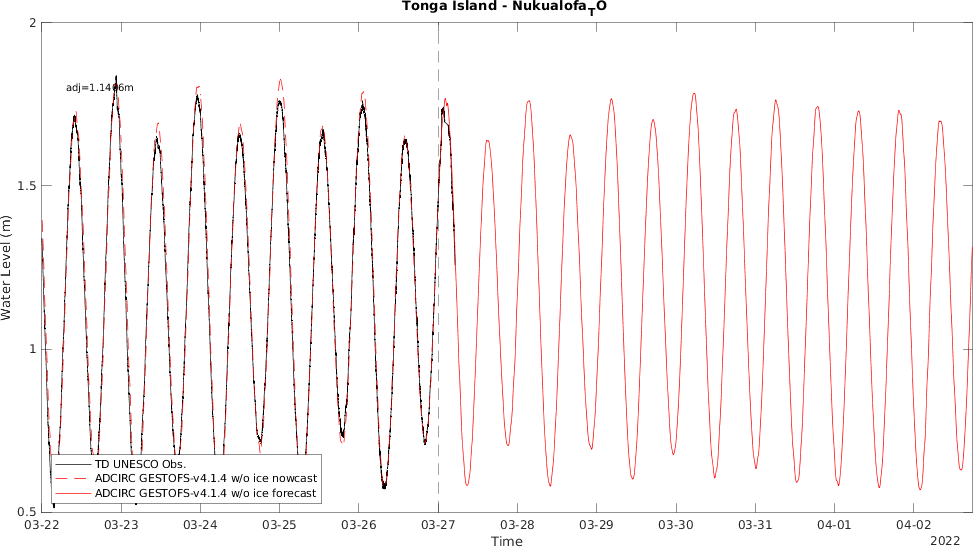 Tonga Island - NukualofaTO
2
adj=1.1406m
1.5
Water Level (m)
1
TD UNESCO Obs.
ADCIRC GESTOFS-v4.1.4 w/o ice nowcast
ADCIRC GESTOFS-v4.1.4 w/o ice forecast
0.5
03-22 03-23 03-24 03-25 03-26 03-27 03-28 03-29 03-30 03-31 04-01 04-02
Time
2022